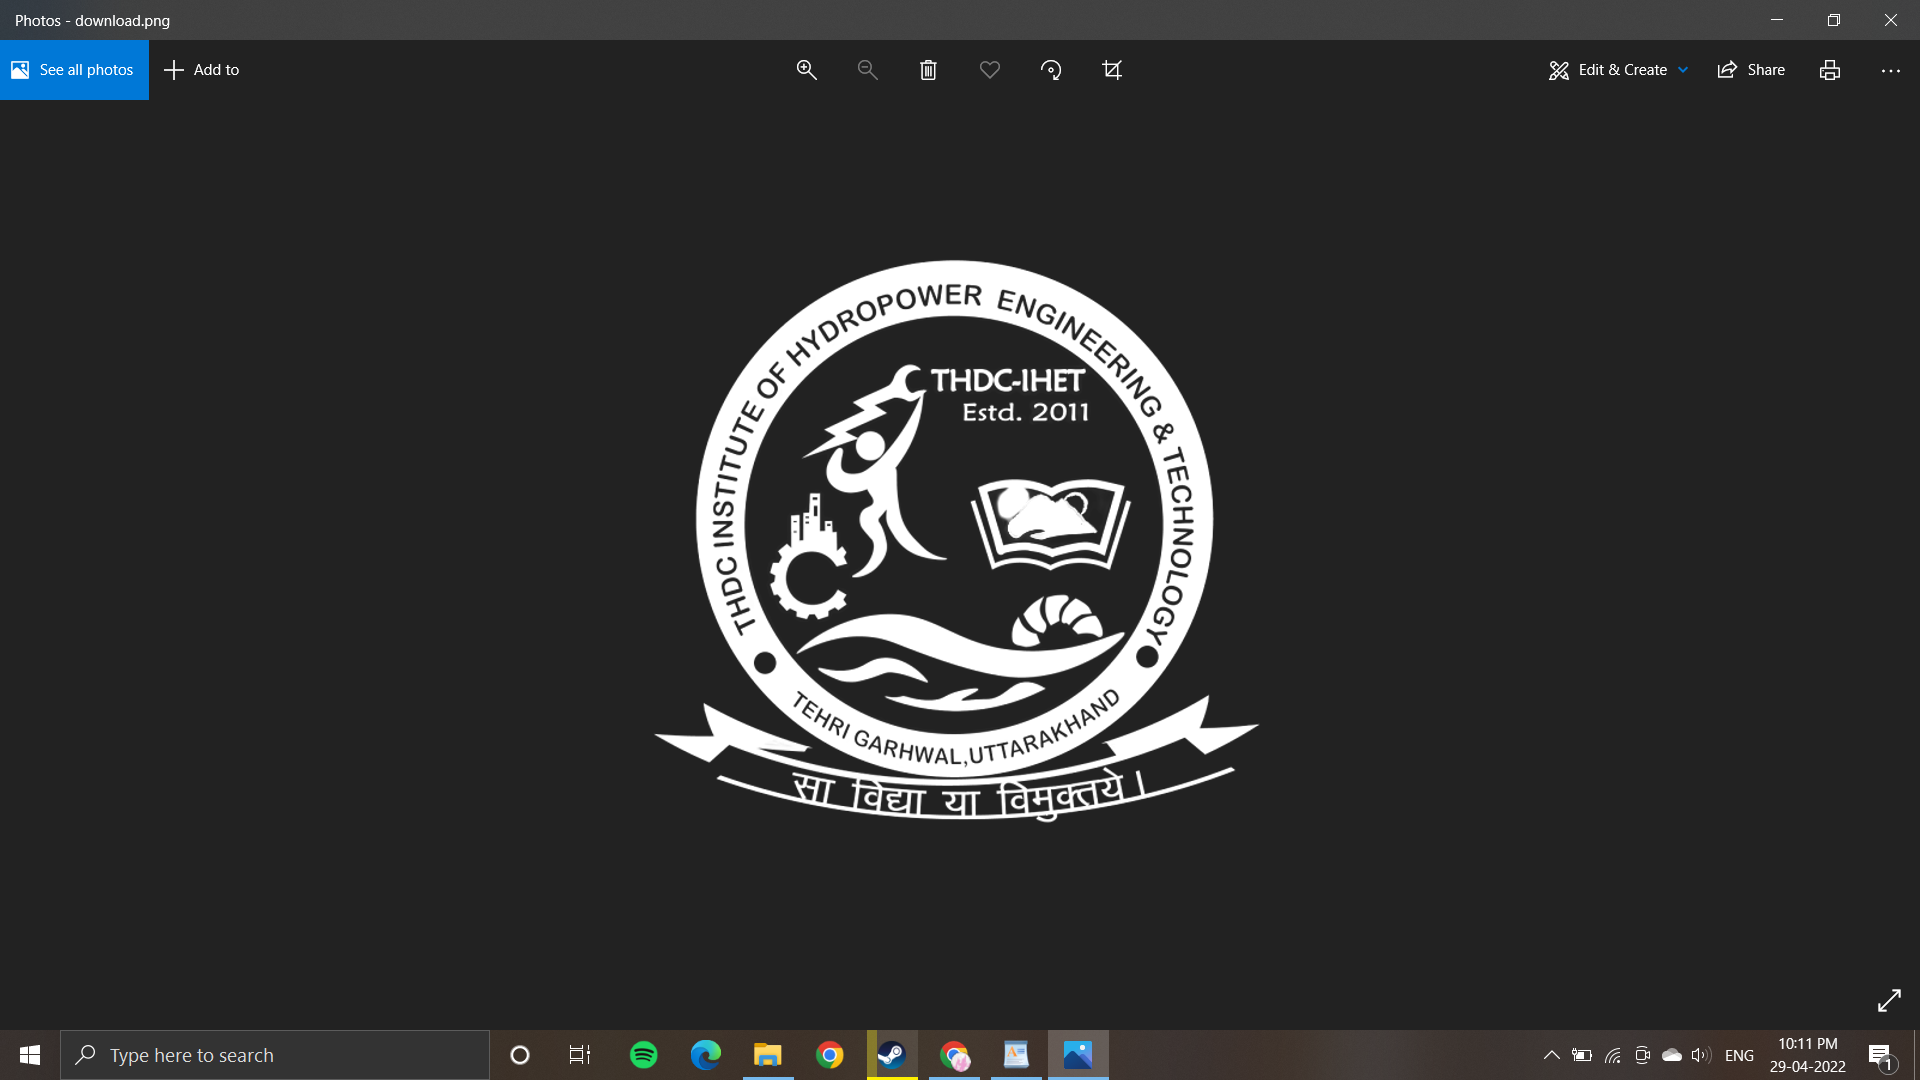 Photos - download.png
See all photos
Add to
Edit & Create
Share
THDC INSTITUTE OF HYDROPOWER ENGINEERING & TECHNOLOGY
THDC-IHET
Estd. 2011
TEHRI GARHWAL,UTTARAKHAND
सा विद्या या विमुक्तये।
Type here to search
ENG
10:11 PM
29-04-2022
1